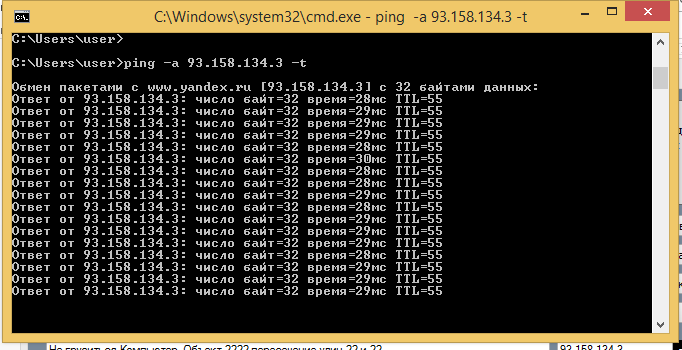 C:\Windows\system32\cmd.exe - ping -a 93.158.134.3 -t
C:\Users\user>
C:\Users\user>ping -a 93.158.134.3 -t
Обмен пакетами с www.yandex.ru [93.158.134.3] с 32 байтами данных:
Ответ от 93.158.134.3: число байт=32 время=28мс TTL=55
Ответ от 93.158.134.3: число байт=32 время=29мс TTL=55
Ответ от 93.158.134.3: число байт=32 время=29мс TTL=55
Ответ от 93.158.134.3: число байт=32 время=29мс TTL=55
Ответ от 93.158.134.3: число байт=32 время=28мс TTL=55
Ответ от 93.158.134.3: число байт=32 время=30мс TTL=55
Ответ от 93.158.134.3: число байт=32 время=28мс TTL=55
Ответ от 93.158.134.3: число байт=32 время=29мс TTL=55
Ответ от 93.158.134.3: число байт=32 время=29мс TTL=55
Ответ от 93.158.134.3: число байт=32 время=28мс TTL=55
Ответ от 93.158.134.3: число байт=32 время=29мс TTL=55
Ответ от 93.158.134.3: число байт=32 время=28мс TTL=55
Ответ от 93.158.134.3: число байт=32 время=29мс TTL=55
Ответ от 93.158.134.3: число байт=32 время=28мс TTL=55
Ответ от 93.158.134.3: число байт=32 время=28мс TTL=55
Ответ от 93.158.134.3: число байт=32 время=29мс TTL=55
Ответ от 93.158.134.3: число байт=32 время=29мс TTL=55
Не грузиться Компьютер. Объект 2222 пересечение улиц 22 и 22 93.158.134.3